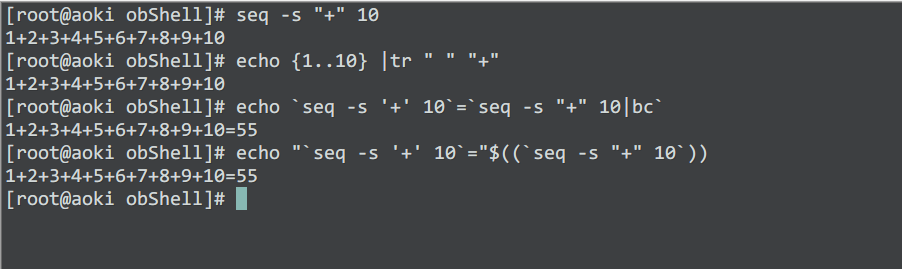 [root@aoki obShell]# seq -s "+" 10
1+2+3+4+5+6+7+8+9+10
[root@aoki obShell]# echo {1..10} |tr " " "+"
1+2+3+4+5+6+7+8+9+10
[root@aoki obShell]# echo `seq -s '+' 10`=`seq -s "+" 10|bc`
1+2+3+4+5+6+7+8+9+10=55
[root@aoki obShell]# echo "`seq -s '+' 10`="$((`seq -s "+" 10`))
1+2+3+4+5+6+7+8+9+10=55
[root@aoki obShell]#